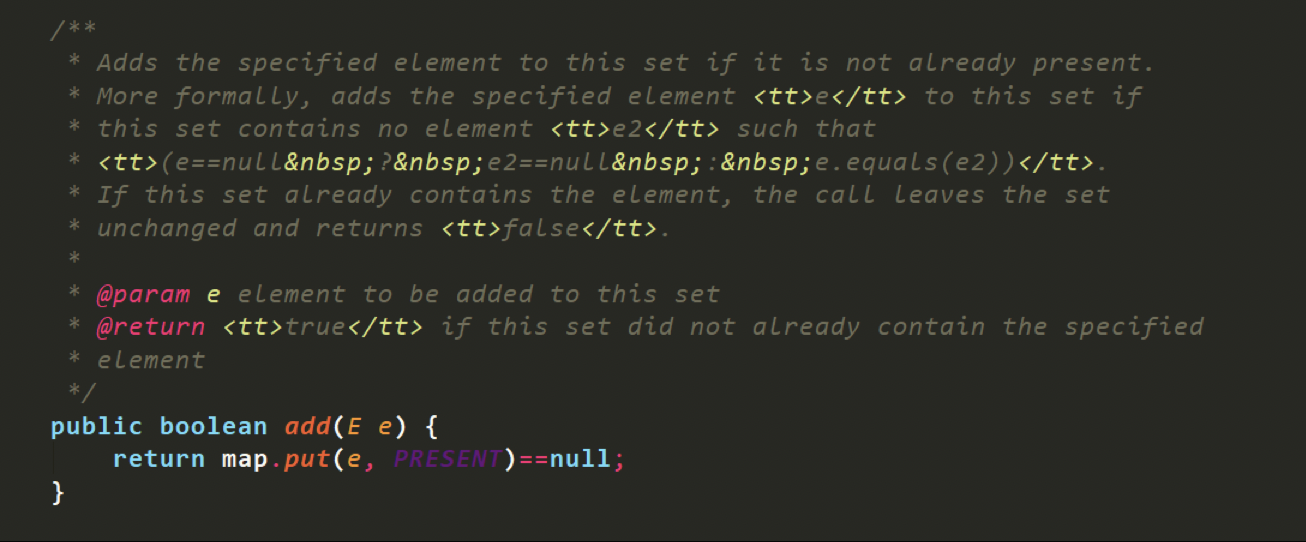 /**
 * Adds the specified element to this set if it is not already present.
 * More formally, adds the specified element <tt>e</tt> to this set if
 * this set contains no element <tt>e2</tt> such that
 * <tt>(e==null&nbsp;?&nbsp;e2==null&nbsp;:&nbsp;e.equals(e2))</tt>.
 * If this set already contains the element, the call leaves the set
 * unchanged and returns <tt>false</tt>.
 *
 * @param e element to be added to this set
 * @return <tt>true</tt> if this set did not already contain the specified
 * element
 */
public boolean add(E e) {
    return map.put(e, PRESENT)==null;
}